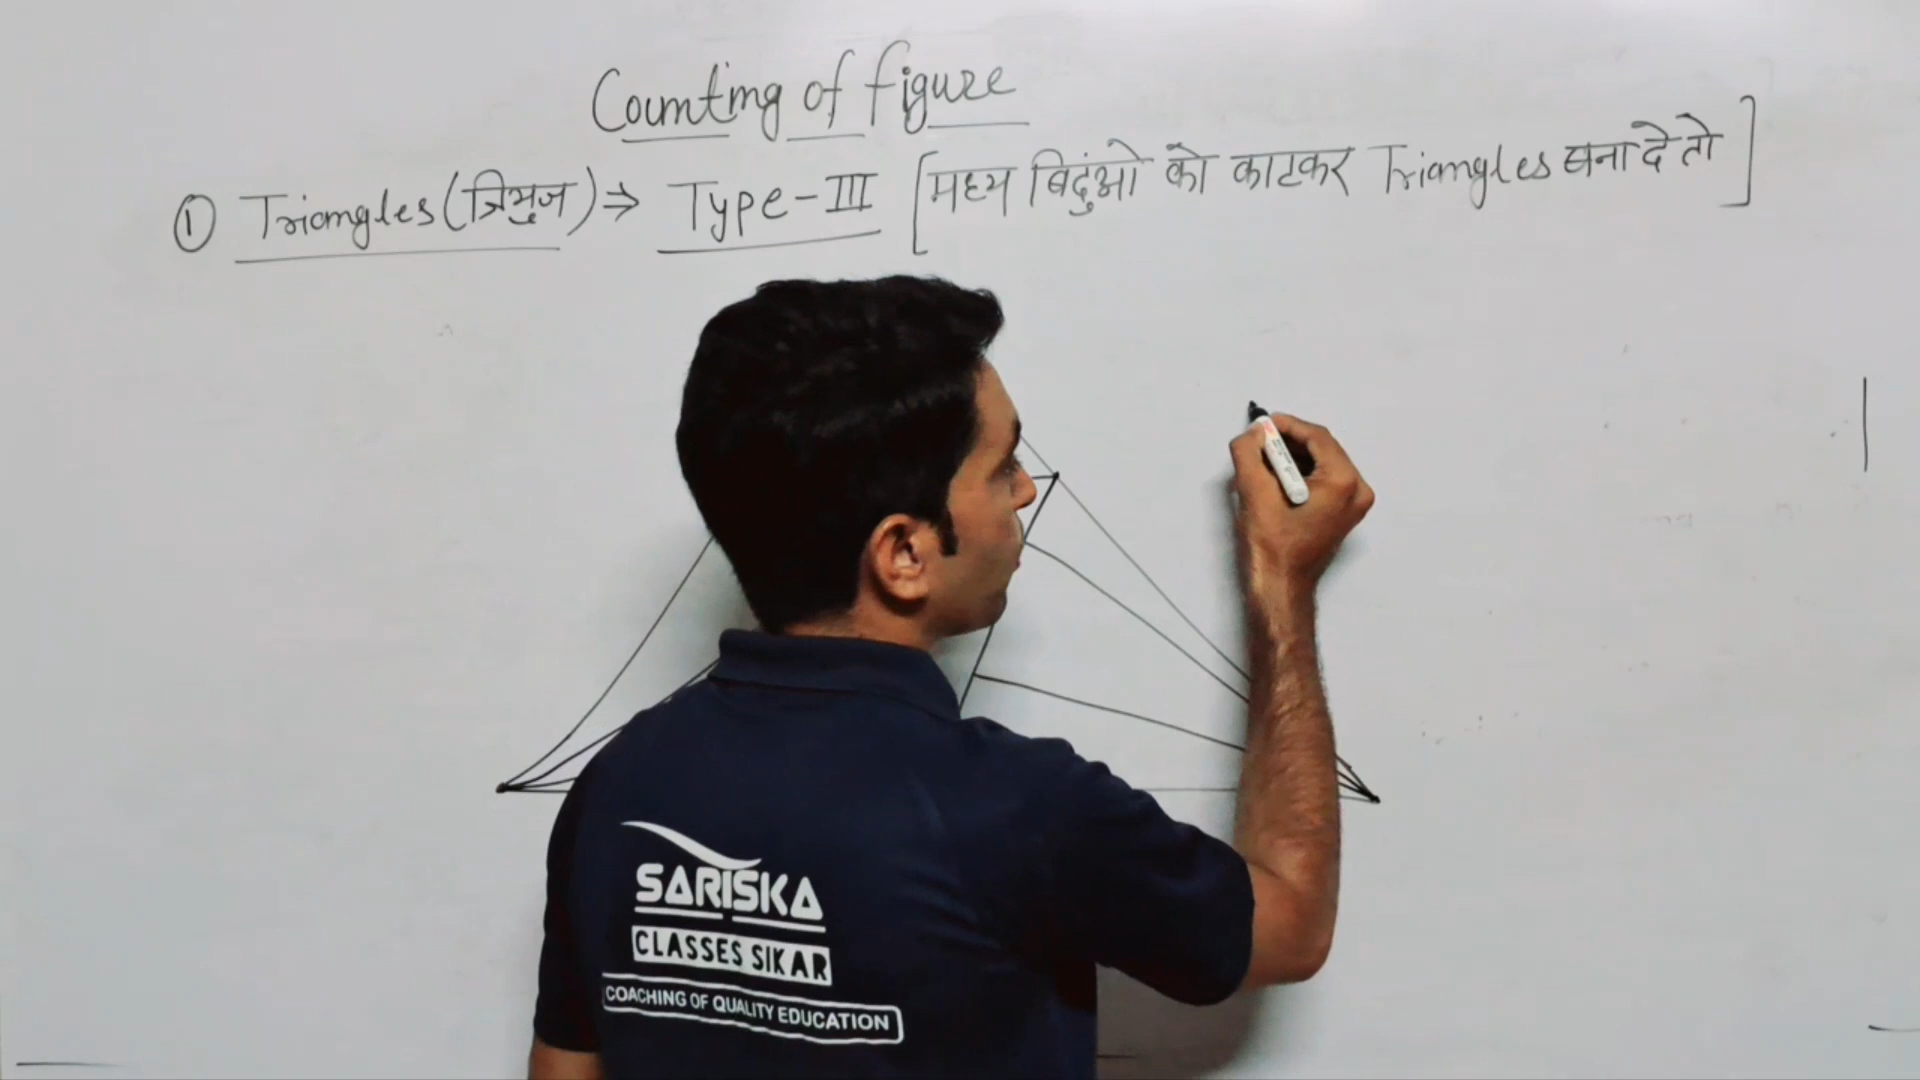 Counting of figure
① Triangles (त्रिभुज) ⇒ Type-III [मध्य बिदुंओ को काटकर Triangles बना दे तो]
SARISKA
CLASSES SIKAR
COACHING OF QUALITY EDUCATION